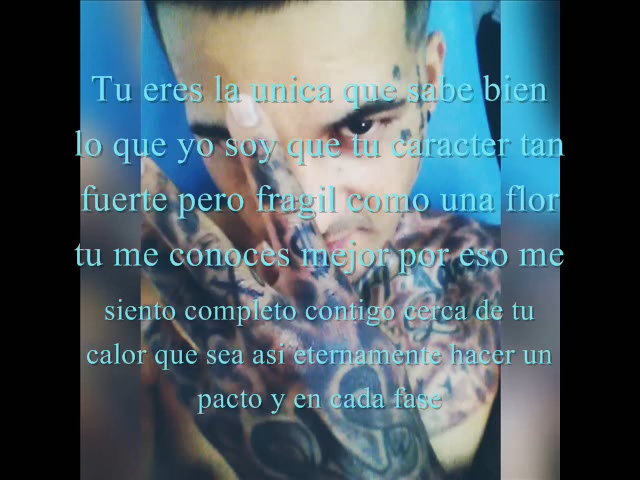 Tu eres la unica que sabe bien
lo que yo soy que tu caracter tan
fuerte pero fragil como una flor
tu me conoces mejor por eso me
siento completo contigo cerca de tu
calor que sea asi eternamente hacer un
pacto y en cada fase